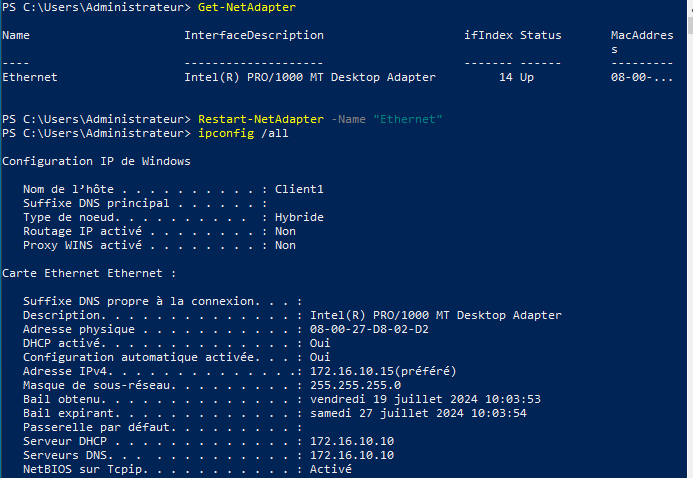 PS C:\Users\Administrateur> Get-NetAdapter
Name InterfaceDescription ifIndex Status MacAddres
s
---- -------------------- ------- ------ ---------
Ethernet Intel(R) PRO/1000 MT Desktop Adapter 14 Up 08-00-...
PS C:\Users\Administrateur> Restart-NetAdapter -Name "Ethernet"
PS C:\Users\Administrateur> ipconfig /all
Configuration IP de Windows
Nom de l’hôte . . . . . . . . . . : Client1
Suffixe DNS principal . . . . . . :
Type de noeud. . . . . . . . . . : Hybride
Routage IP activé . . . . . . . . : Non
Proxy WINS activé . . . . . . . . : Non
Carte Ethernet Ethernet :
Suffixe DNS propre à la connexion. . . :
Description. . . . . . . . . . . . . . : Intel(R) PRO/1000 MT Desktop Adapter
Adresse physique . . . . . . . . . . . : 08-00-27-D8-02-D2
DHCP activé. . . . . . . . . . . . . . : Oui
Configuration automatique activée. . . : Oui
Adresse IPv4. . . . . . . . . . . . . .: 172.16.10.15(préféré)
Masque de sous-réseau. . . . . . . . . : 255.255.255.0
Bail obtenu. . . . . . . . . . . . . . : vendredi 19 juillet 2024 10:03:53
Bail expirant. . . . . . . . . . . . . : samedi 27 juillet 2024 10:03:54
Passerelle par défaut. . . . . . . . . :
Serveur DHCP . . . . . . . . . . . . . : 172.16.10.10
Serveurs DNS. . . . . . . . . . . . . : 172.16.10.10
NetBIOS sur Tcpip. . . . . . . . . . . : Activé